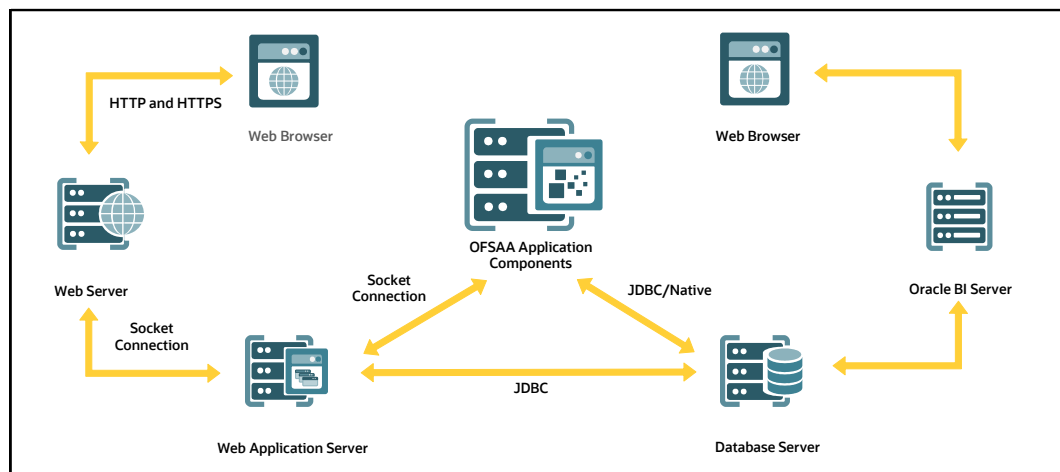 HTTP and HTTPS
Web Browser
Web Browser
OFSAA Application
Components
Web Server
Socket
Connection
JDBC/Native
Oracle BI Server
Socket
Connection
JDBC
Web Application Server
Database Server